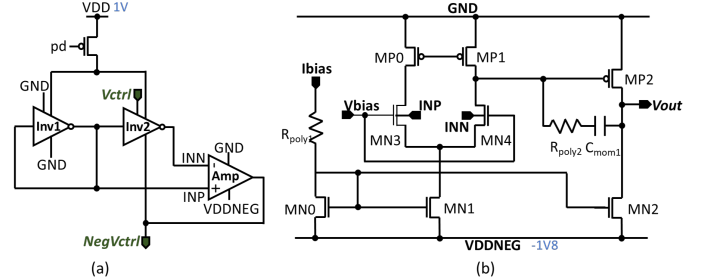 VDD 1V
pd
GND
Vctrl
Inv1
Inv2
GND
INN
GND
-
Amp
+
INP
VDDNEG
NegVctrl
(a)
GND
MP0
MP1
MP2
Ibias
Vbias
INP
INN
Vout
Rpoly1
MN3
MN4
Rpoly2
Cmom1
MN0
MN1
MN2
VDDNEG -1V8
(b)